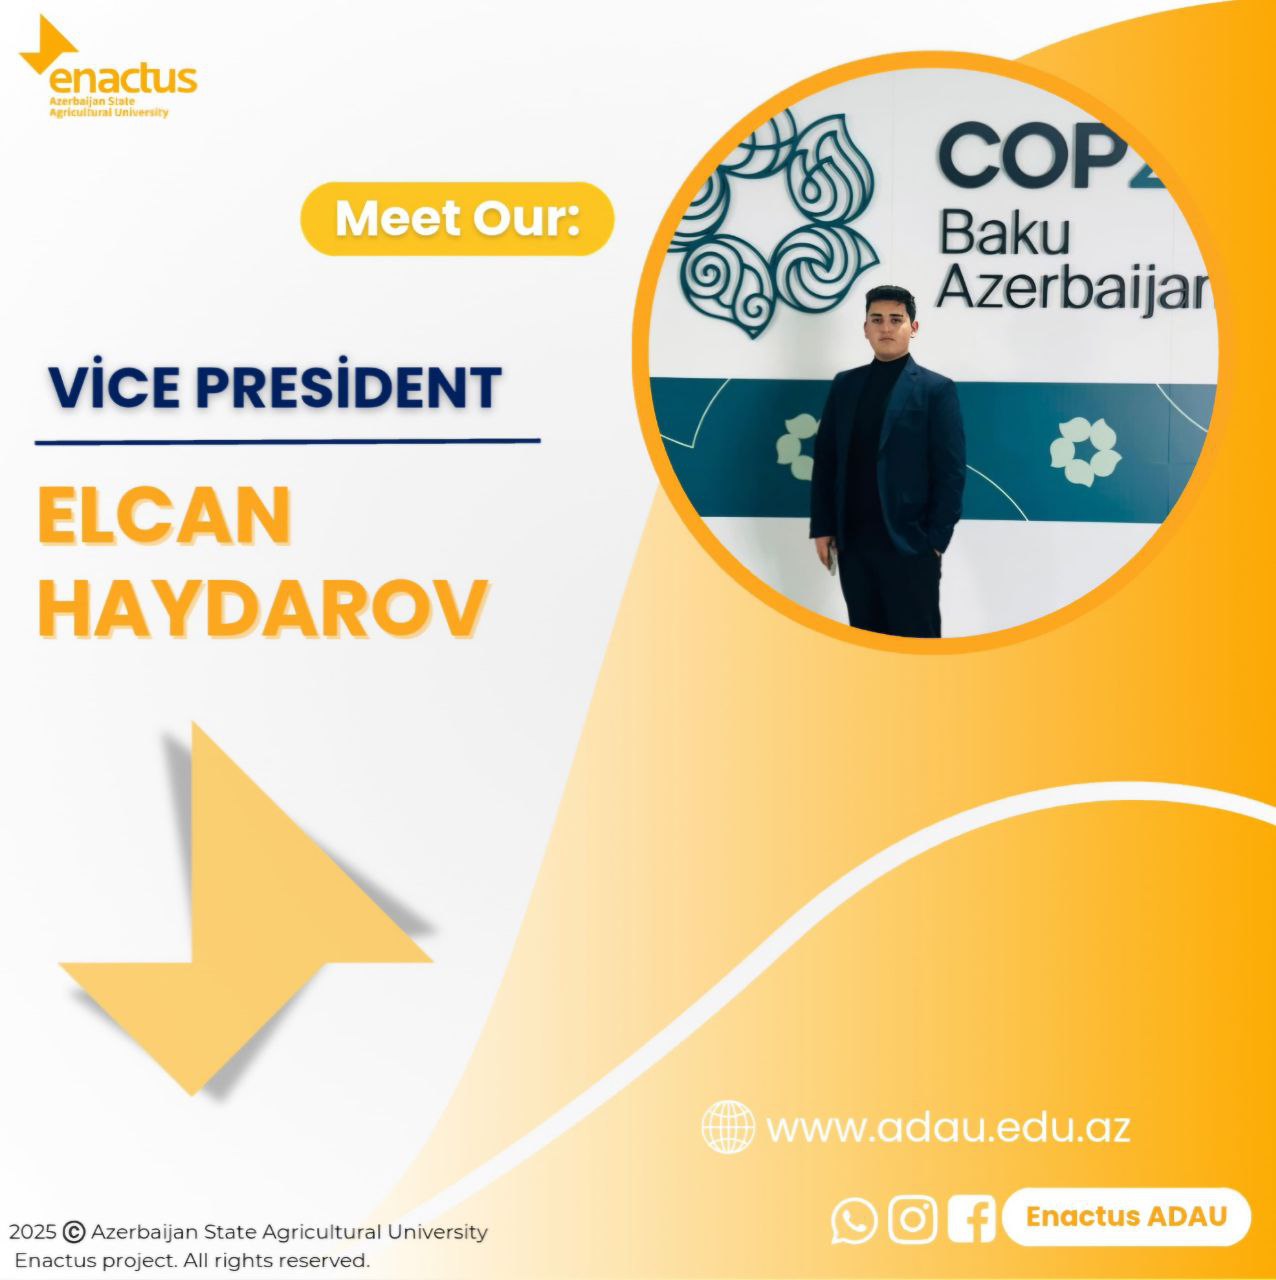 enactus
Azerbaijan State
Agricultural University
Meet Our:
VİCE PRESİDENT
ELCAN
HAYDAROV
COP
Baku
Azerbaijan
www.adau.edu.az
Enactus ADAU
2025 © Azerbaijan State Agricultural University
Enactus project. All rights reserved.